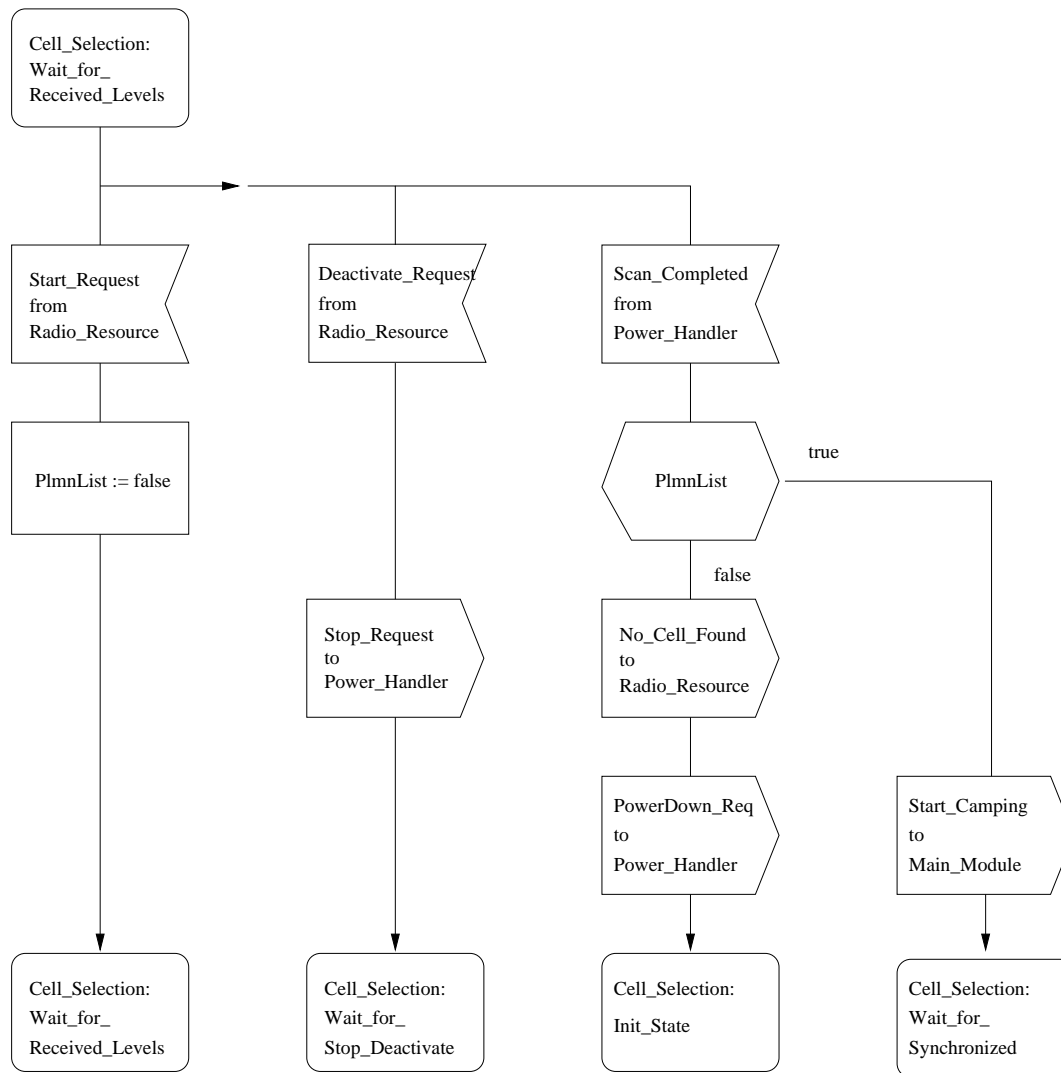 Cell_Selection:
Wait_for_
Received_Levels
Start_Request
from
Radio_Resource
Deactivate_Request
from
Radio_Resource
Scan_Completed
from
Power_Handler
PlmnList := false
PlmnList
true
false
Stop_Request
to
Power_Handler
No_Cell_Found
to
Radio_Resource
PowerDown_Req
to
Power_Handler
Start_Camping
to
Main_Module
Cell_Selection:
Wait_for_
Received_Levels
Cell_Selection:
Wait_for_
Stop_Deactivate
Cell_Selection:
Init_State
Cell_Selection:
Wait_for_
Synchronized